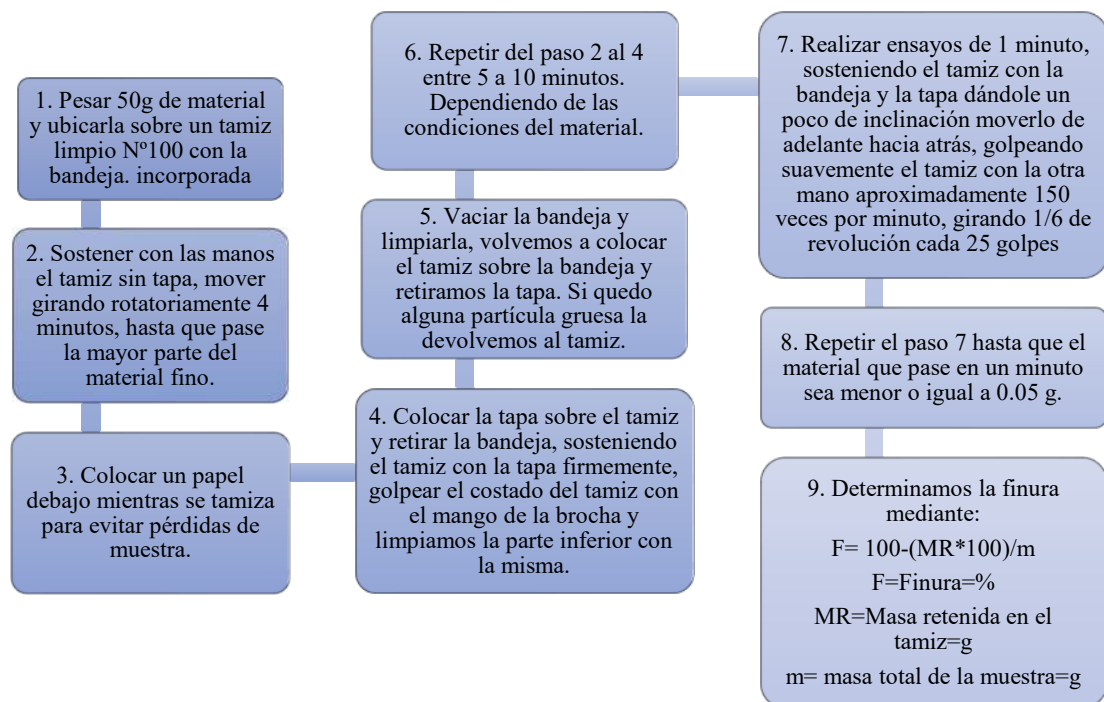 1. Pesar 50g de material
y ubicarla sobre un tamiz
limpio Nº100 con la
bandeja. incorporada
2. Sostener con las manos
el tamiz sin tapa, mover
girando rotatoriamente 4
minutos, hasta que pase
la mayor parte del
material fino.
3. Colocar un papel
debajo mientras se tamiza
para evitar pérdidas de
muestra.
4. Colocar la tapa sobre el tamiz
y retirar la bandeja, sosteniendo
el tamiz con la tapa firmemente,
golpear el costado del tamiz con
el mango de la brocha y
limpiamos la parte inferior con
la misma.
5. Vaciar la bandeja y
limpiarla, volvemos a colocar
el tamiz sobre la bandeja y
retiramos la tapa. Si quedo
alguna partícula gruesa la
devolvemos al tamiz.
6. Repetir del paso 2 al 4
entre 5 a 10 minutos.
Dependiendo de las
condiciones del material.
7. Realizar ensayos de 1 minuto,
sosteniendo el tamiz con la
bandeja y la tapa dándole un
poco de inclinación moverlo de
adelante hacia atrás, golpeando
suavemente el tamiz con la otra
mano aproximadamente 150
veces por minuto, girando 1/6 de
revolución cada 25 golpes
8. Repetir el paso 7 hasta que el
material que pase en un minuto
sea menor o igual a 0.05 g.
9. Determinamos la finura
mediante:
F= 100-(MR*100)/m
F=Finura=%
MR=Masa retenida en el
tamiz=g
m= masa total de la muestra=g